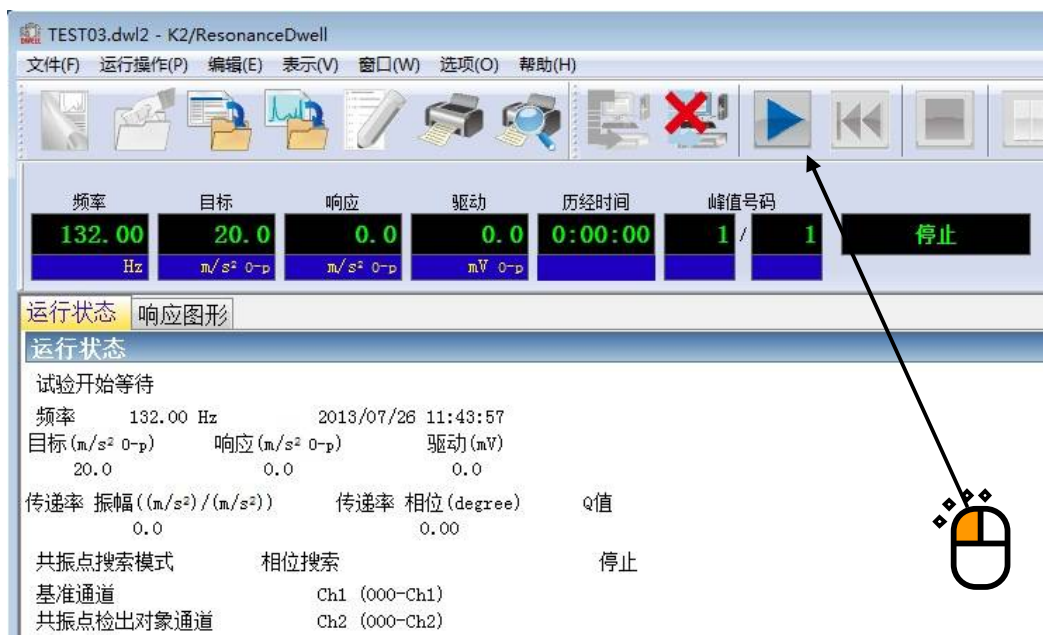 TEST03.dwl2 - K2/ResonanceDwell
文件(F) 运行操作(P) 编辑(E) 表示(V) 窗口(W) 选项(O) 帮助(H)
频率 目标 响应 驱动 历经时间 峰值号码
132.00 20.0 0.0 0.0 0:00:00 1 / 1 停止
Hz m/s² 0-p m/s² 0-p mV 0-p
运行状态 响应图形
运行状态
试验开始等待
频率 132.00 Hz 2013/07/26 11:43:57
目标(m/s² 0-p) 响应(m/s² 0-p) 驱动(mV)
20.0 0.0 0.0
传递率 振幅((m/s²)/(m/s²)) 传递率 相位(degree) Q值
0.0 0.00
共振点搜索模式 相位搜索 停止
基准通道 Ch1 (000-Ch1)
共振点检出对象通道 Ch2 (000-Ch2)